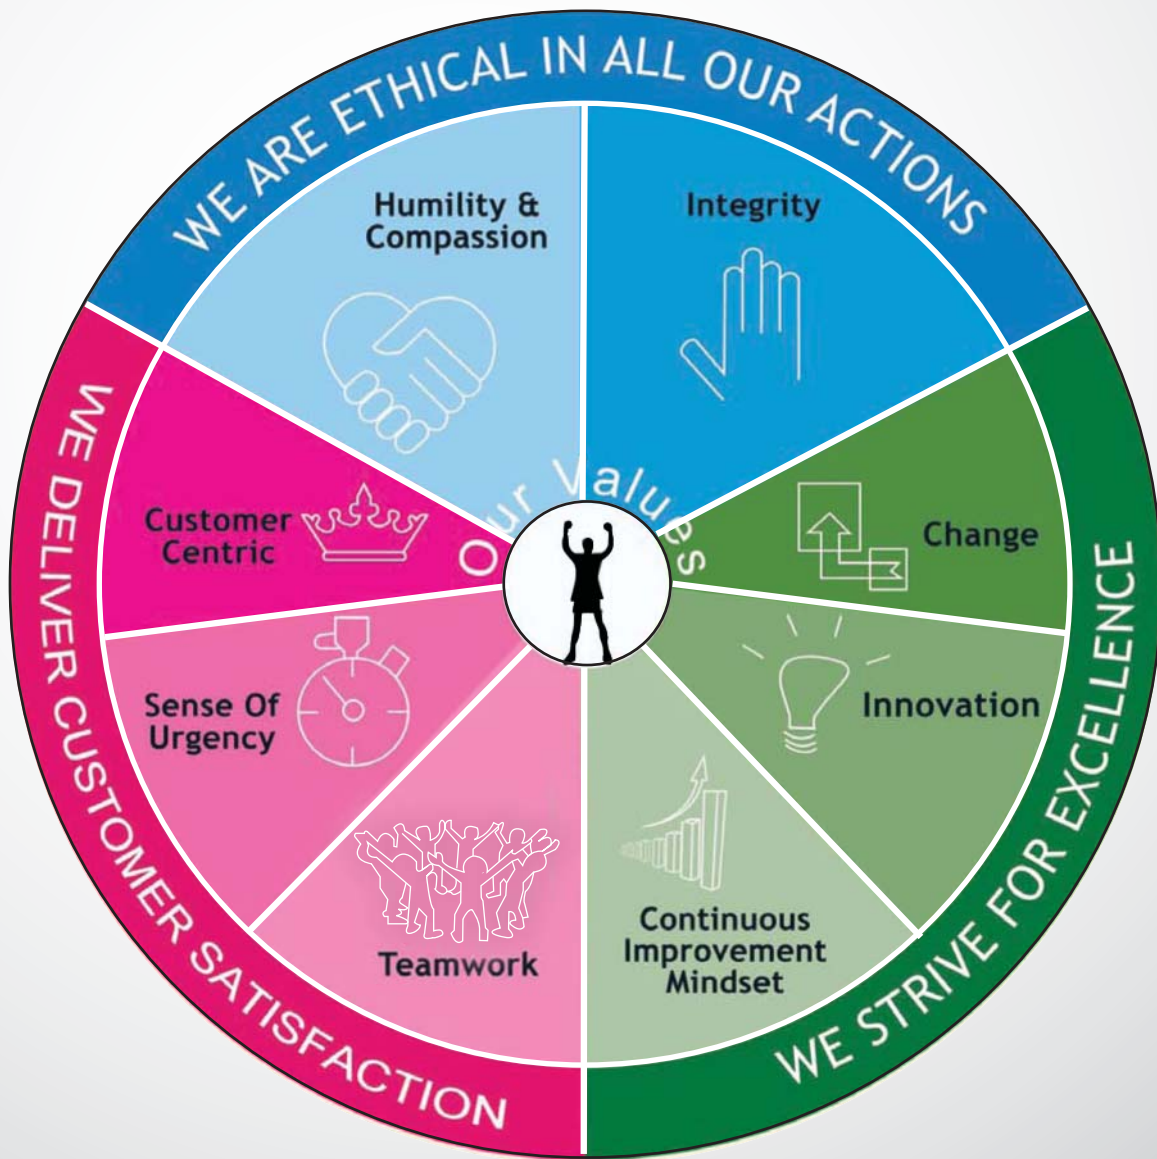 WE ARE ETHICAL IN ALL OUR ACTIONS
Humility &
Compassion
Integrity
Customer
Centric
Change
Our Values
Sense Of
Urgency
Innovation
Teamwork
Continuous
Improvement
Mindset
WE DELIVER CUSTOMER SATISFACTION
WE STRIVE FOR EXCELLENCE